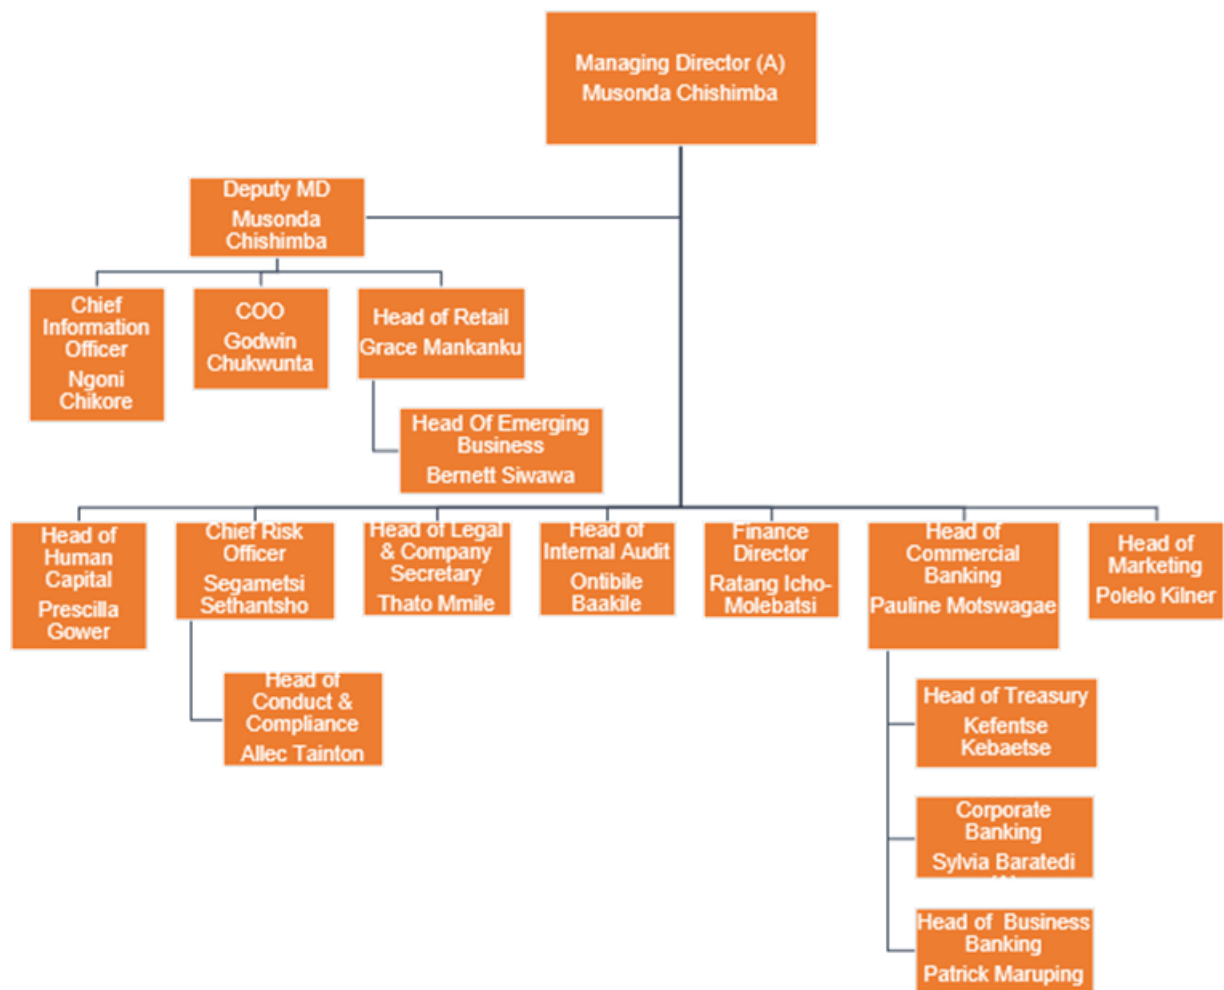 Managing Director (A)
Musonda Chishimba
Deputy MD
Musonda
Chishimba
Chief
Information
Officer
Ngoni
Chikore
COO
Godwin
Chukwunta
Head of Retail
Grace Mankanku
Head Of Emerging
Business
Bernett Siwawa
Head of
Human
Capital
Prescilla
Gower
Chief Risk
Officer
Segametsi
Sethantsho
Head of Legal
& Company
Secretary
Thato Mmile
Head of
Internal Audit
Ontibile
Baakile
Finance
Director
Ratang Icho-
Molebatsi
Head of
Commercial
Banking
Pauline Motswagae
Head of
Marketing
Polelo Kilner
Head of
Conduct &
Compliance
Allec Tainton
Head of Treasury
Kefentse
Kebaetse
Corporate
Banking
Sylvia Baratedi
Head of  Business
Banking
Patrick Maruping